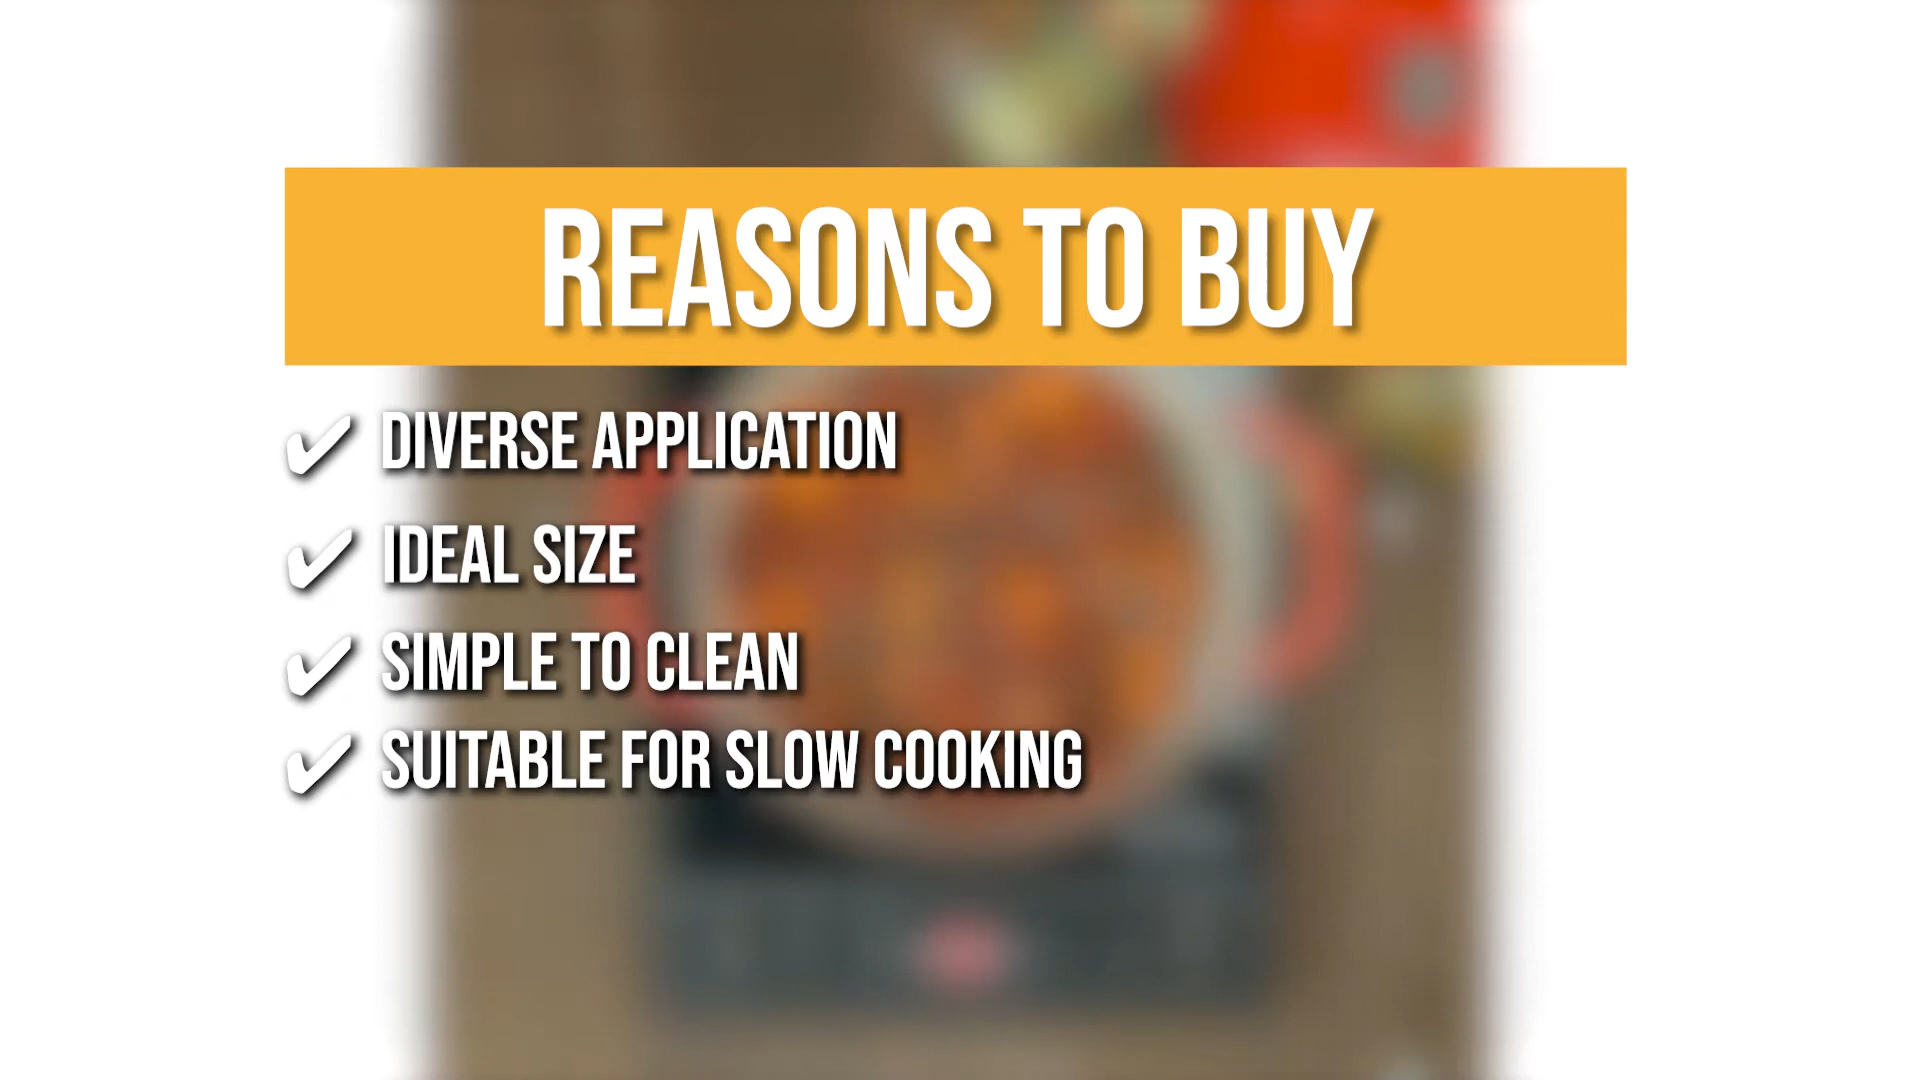 REASONS TO BUY
✔ DIVERSE APPLICATION
✔ IDEAL SIZE
✔ SIMPLE TO CLEAN
✔ SUITABLE FOR SLOW COOKING